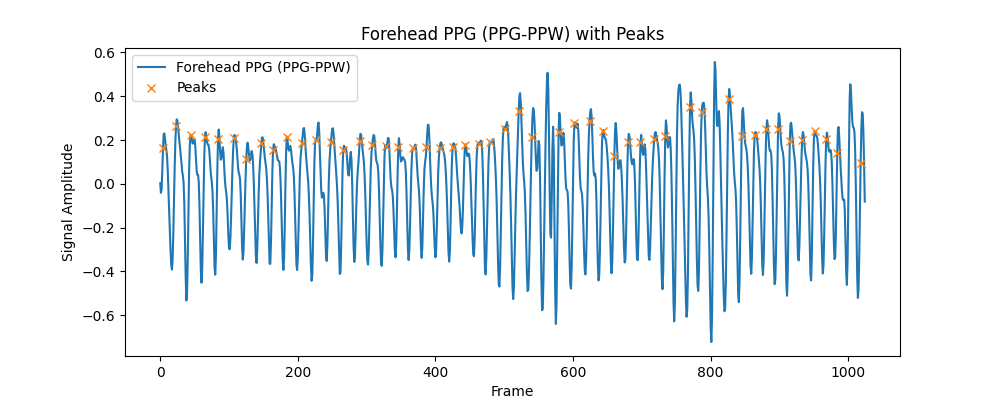 Forehead PPG (PPG-PPW) with Peaks
Forehead PPG (PPG-PPW)
Peaks
Signal Amplitude
0.6
0.4
0.2
0.0
−0.2
−0.4
−0.6
0 200 400 600 800 1000
Frame